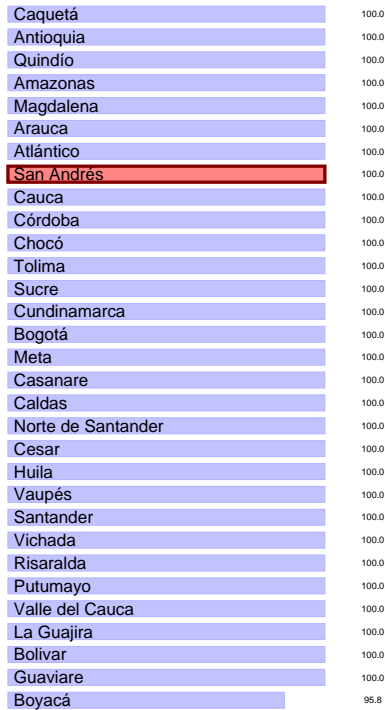 Caquetá 100.0
Antioquia 100.0
Quindío 100.0
Amazonas 100.0
Magdalena 100.0
Arauca 100.0
Atlántico 100.0
San Andrés 100.0
Cauca 100.0
Córdoba 100.0
Chocó 100.0
Tolima 100.0
Sucre 100.0
Cundinamarca 100.0
Bogotá 100.0
Meta 100.0
Casanare 100.0
Caldas 100.0
Norte de Santander 100.0
Cesar 100.0
Huila 100.0
Vaupés 100.0
Santander 100.0
Vichada 100.0
Risaralda 100.0
Putumayo 100.0
Valle del Cauca 100.0
La Guajira 100.0
Bolivar 100.0
Guaviare 100.0
Boyacá 95.8